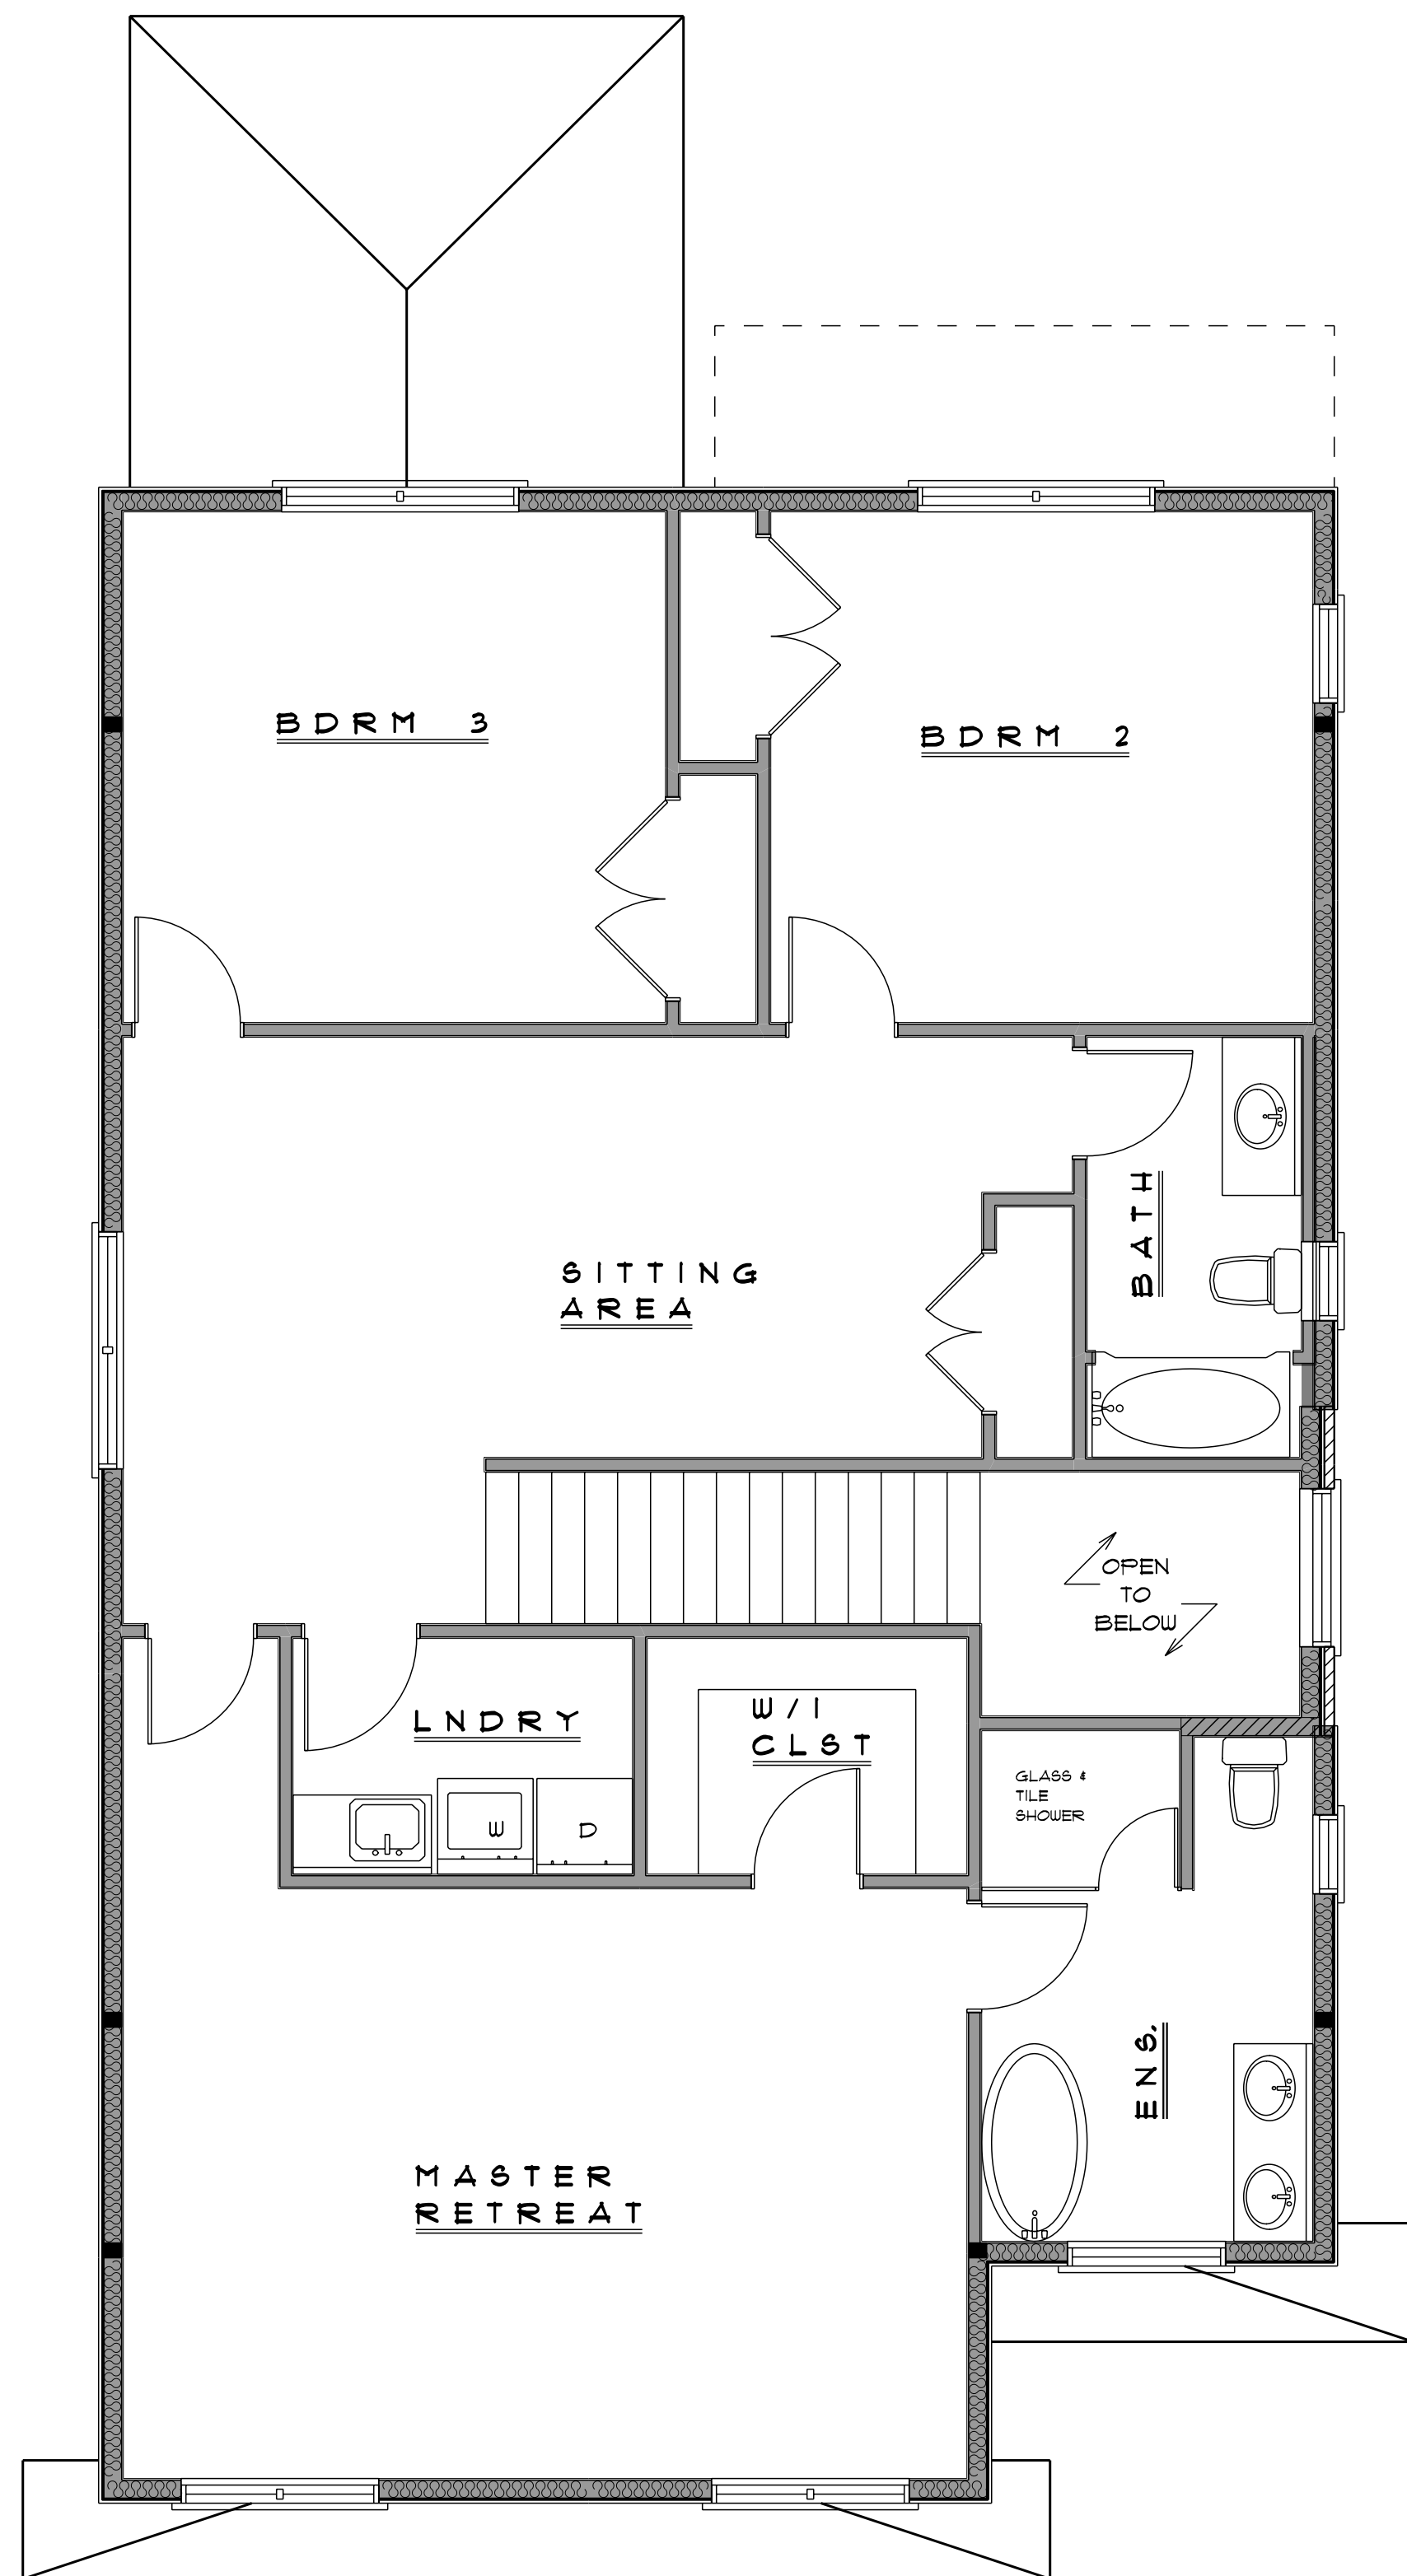 BDRM 3
BDRM 2
BATH
SITTING
AREA
OPEN
TO
BELOW
LNDRY
W/I
CLST
GLASS &
TILE
SHOWER
W
D
ENS.
MASTER
RETREAT